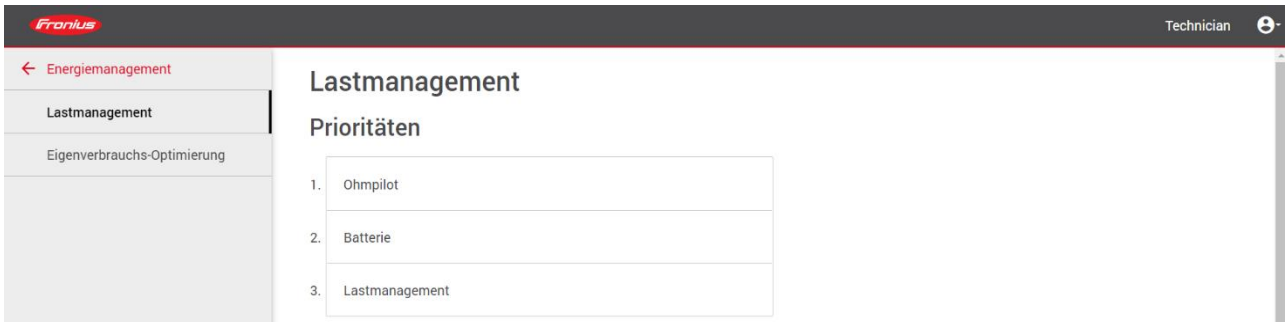 Fronius
Technician
Energiemanagement
Lastmanagement
Eigenverbrauchs-Optimierung
Lastmanagement
Prioritäten
1. Ohmpilot
2. Batterie
3. Lastmanagement